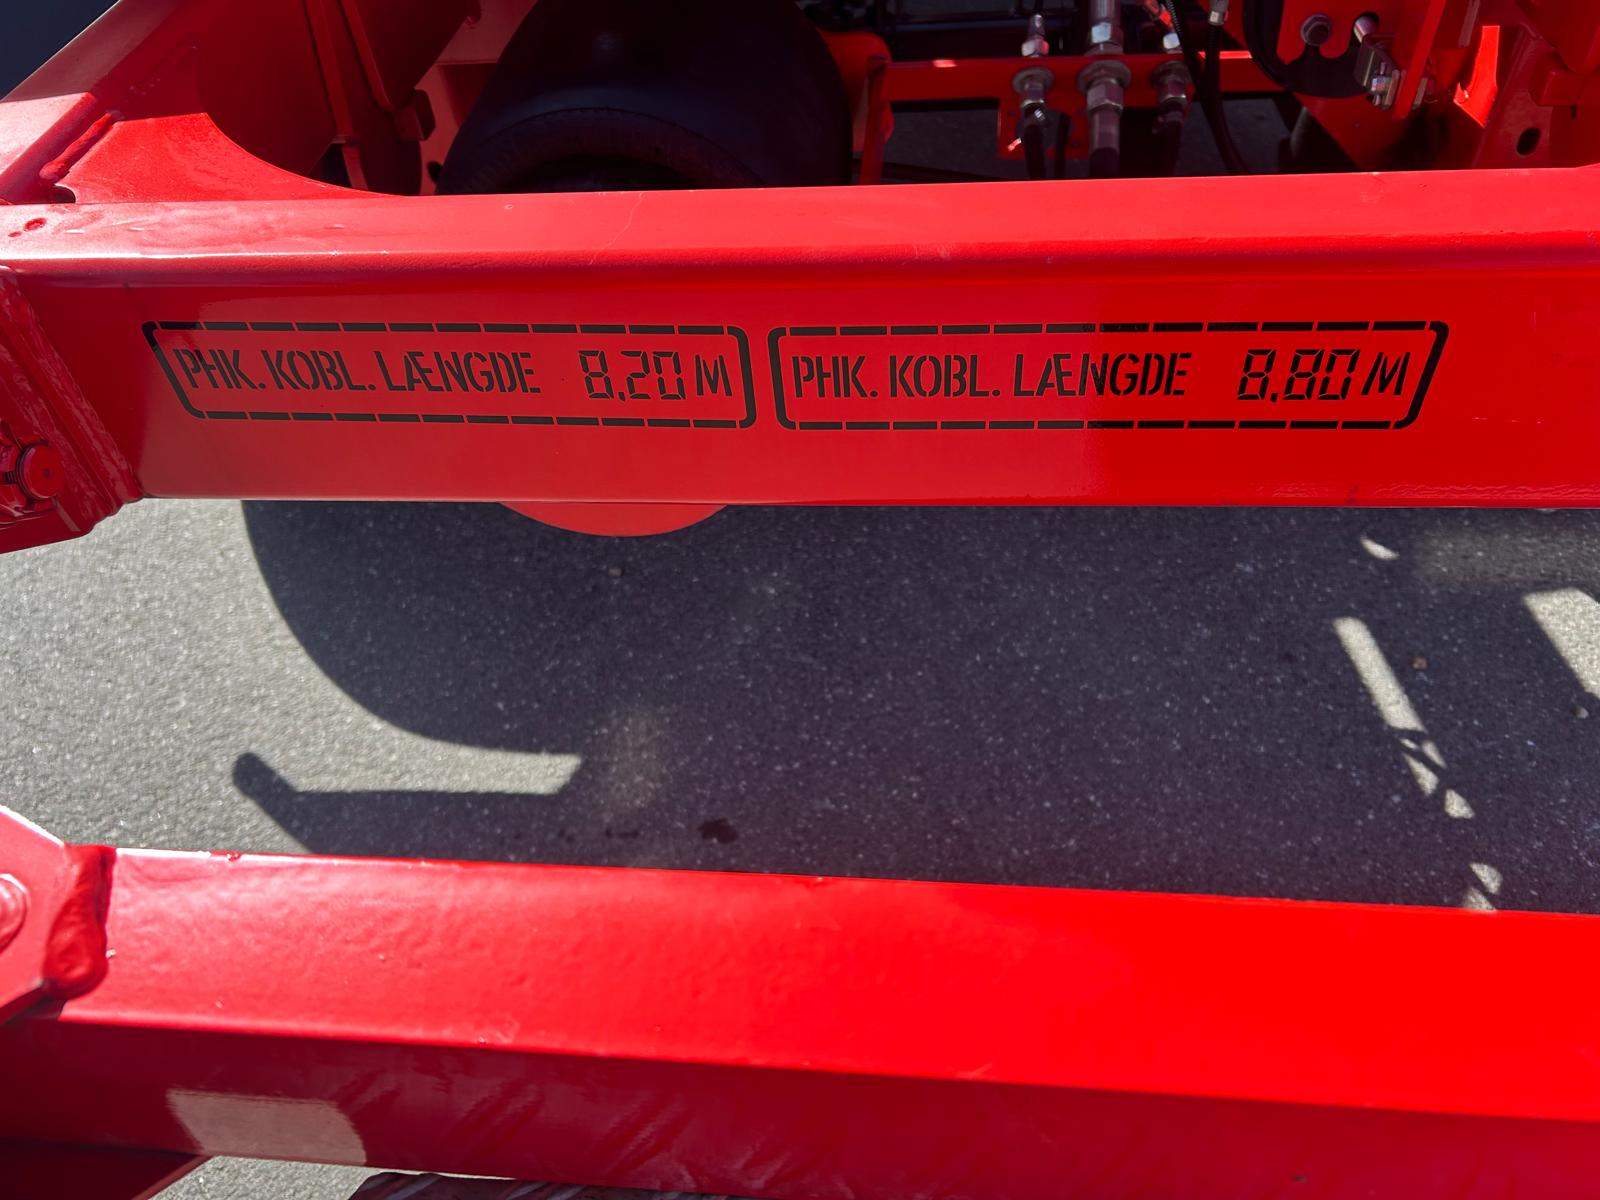 PHK. KOBL. LÆNGDE 8,20 M
PHK. KOBL. LÆNGDE 8,80 M